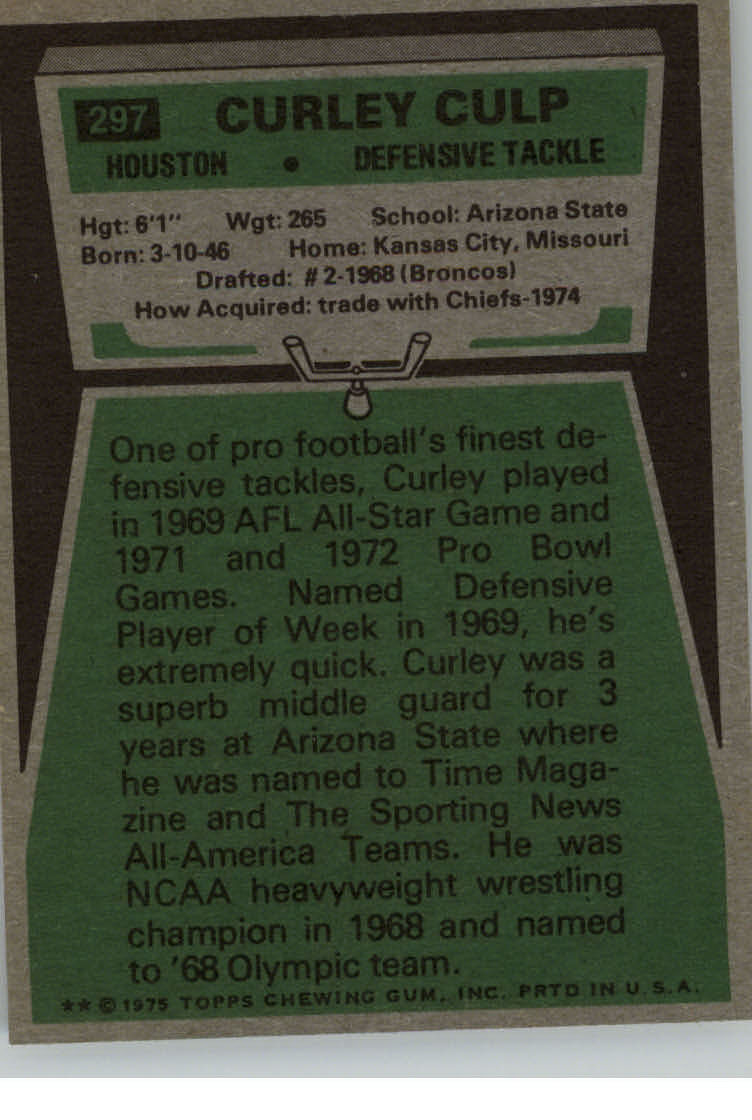 297 CURLEY CULP
HOUSTON • DEFENSIVE TACKLE
Hgt: 6'1" Wgt: 265 School: Arizona State
Born: 3-10-46 Home: Kansas City, Missouri
Drafted: #2-1968 (Broncos)
How Acquired: trade with Chiefs-1974
One of pro football's finest de-
fensive tackles, Curley played
in 1969 AFL All-Star Game and
1971 and 1972 Pro Bowl
Games. Named Defensive
Player of Week in 1969, he's
extremely quick. Curley was a
superb middle guard for 3
years at Arizona State where
he was named to Time Maga-
zine and The Sporting News
All-America Teams. He was
NCAA heavyweight wrestling
champion in 1968 and named
to '68 Olympic team.
** © 1975 TOPPS CHEWING GUM, INC. PRTD IN U.S.A.